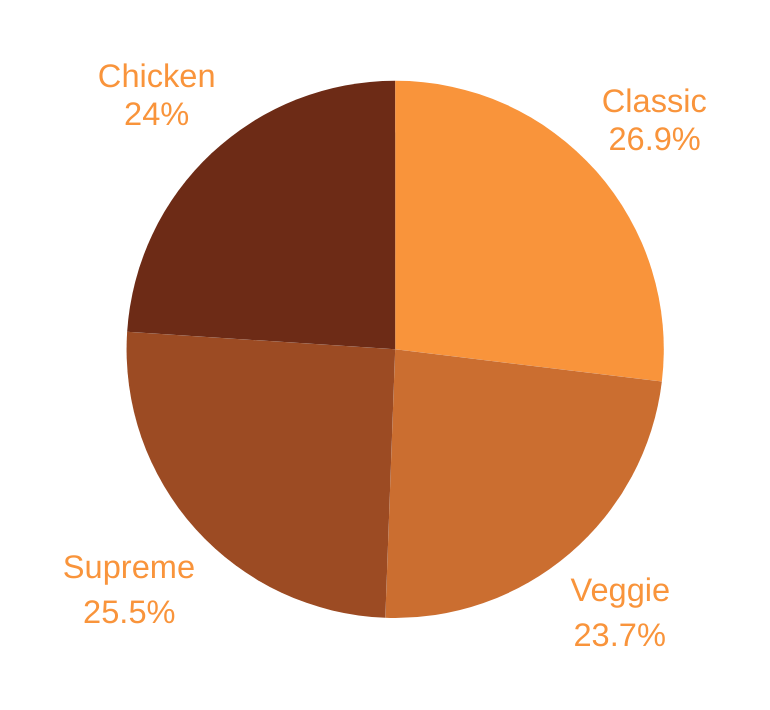 Chicken
24%
Classic
26.9%
Supreme
25.5%
Veggie
23.7%